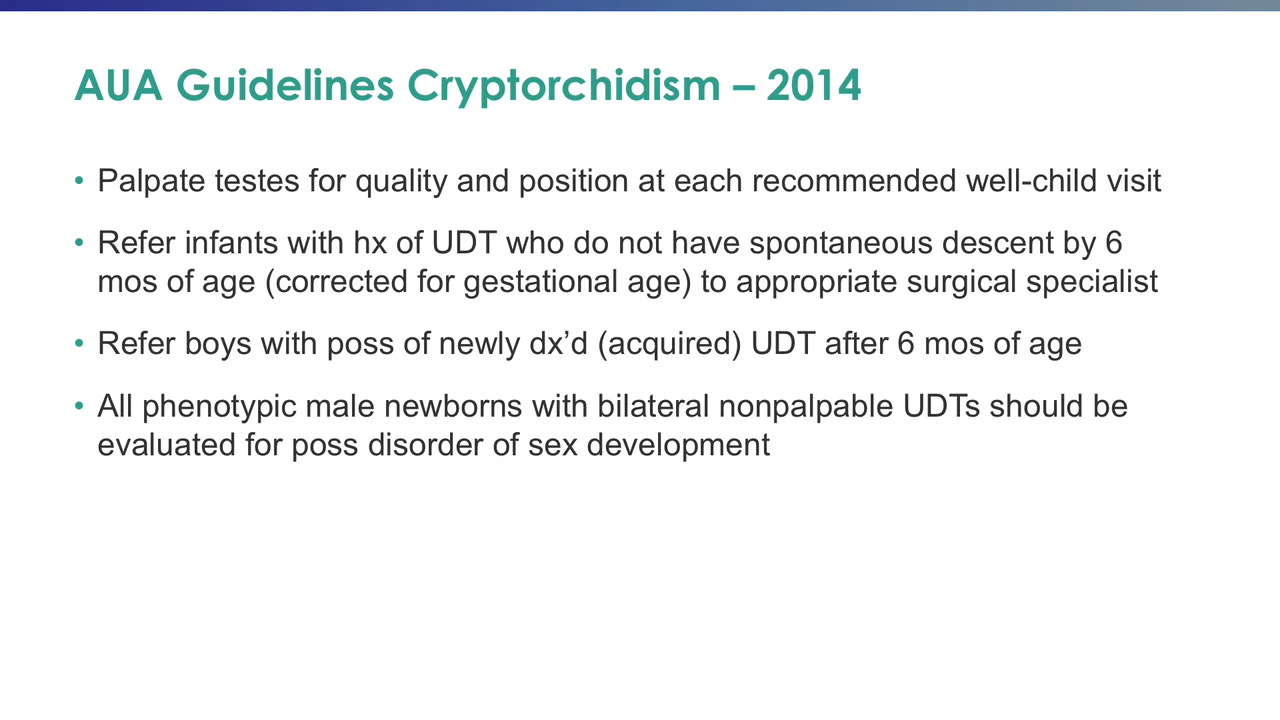 AUA Guidelines Cryptorchidism – 2014
• Palpate testes for quality and position at each recommended well-child visit
• Refer infants with hx of UDT who do not have spontaneous descent by 6
mos of age (corrected for gestational age) to appropriate surgical specialist
• Refer boys with poss of newly dx’d (acquired) UDT after 6 mos of age
• All phenotypic male newborns with bilateral nonpalpable UDTs should be
evaluated for poss disorder of sex development